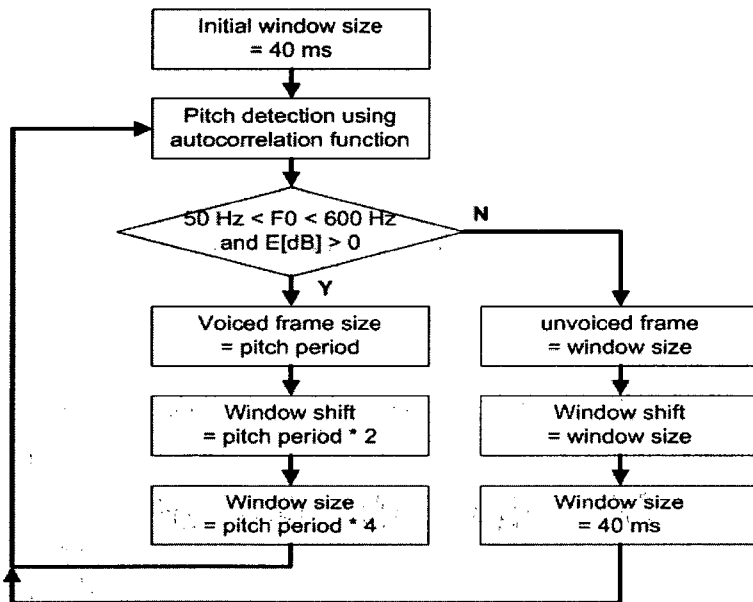 Initial window size
= 40 ms
Pitch detection using
autocorrelation function
50 Hz < F0 < 600 Hz
and E[dB] > 0
N
Y
Voiced frame size
= pitch period
unvoiced frame
= window size
Window shift
= pitch period * 2
Window shift
= window size
Window size
= pitch period * 4
Window size
= 40 ms